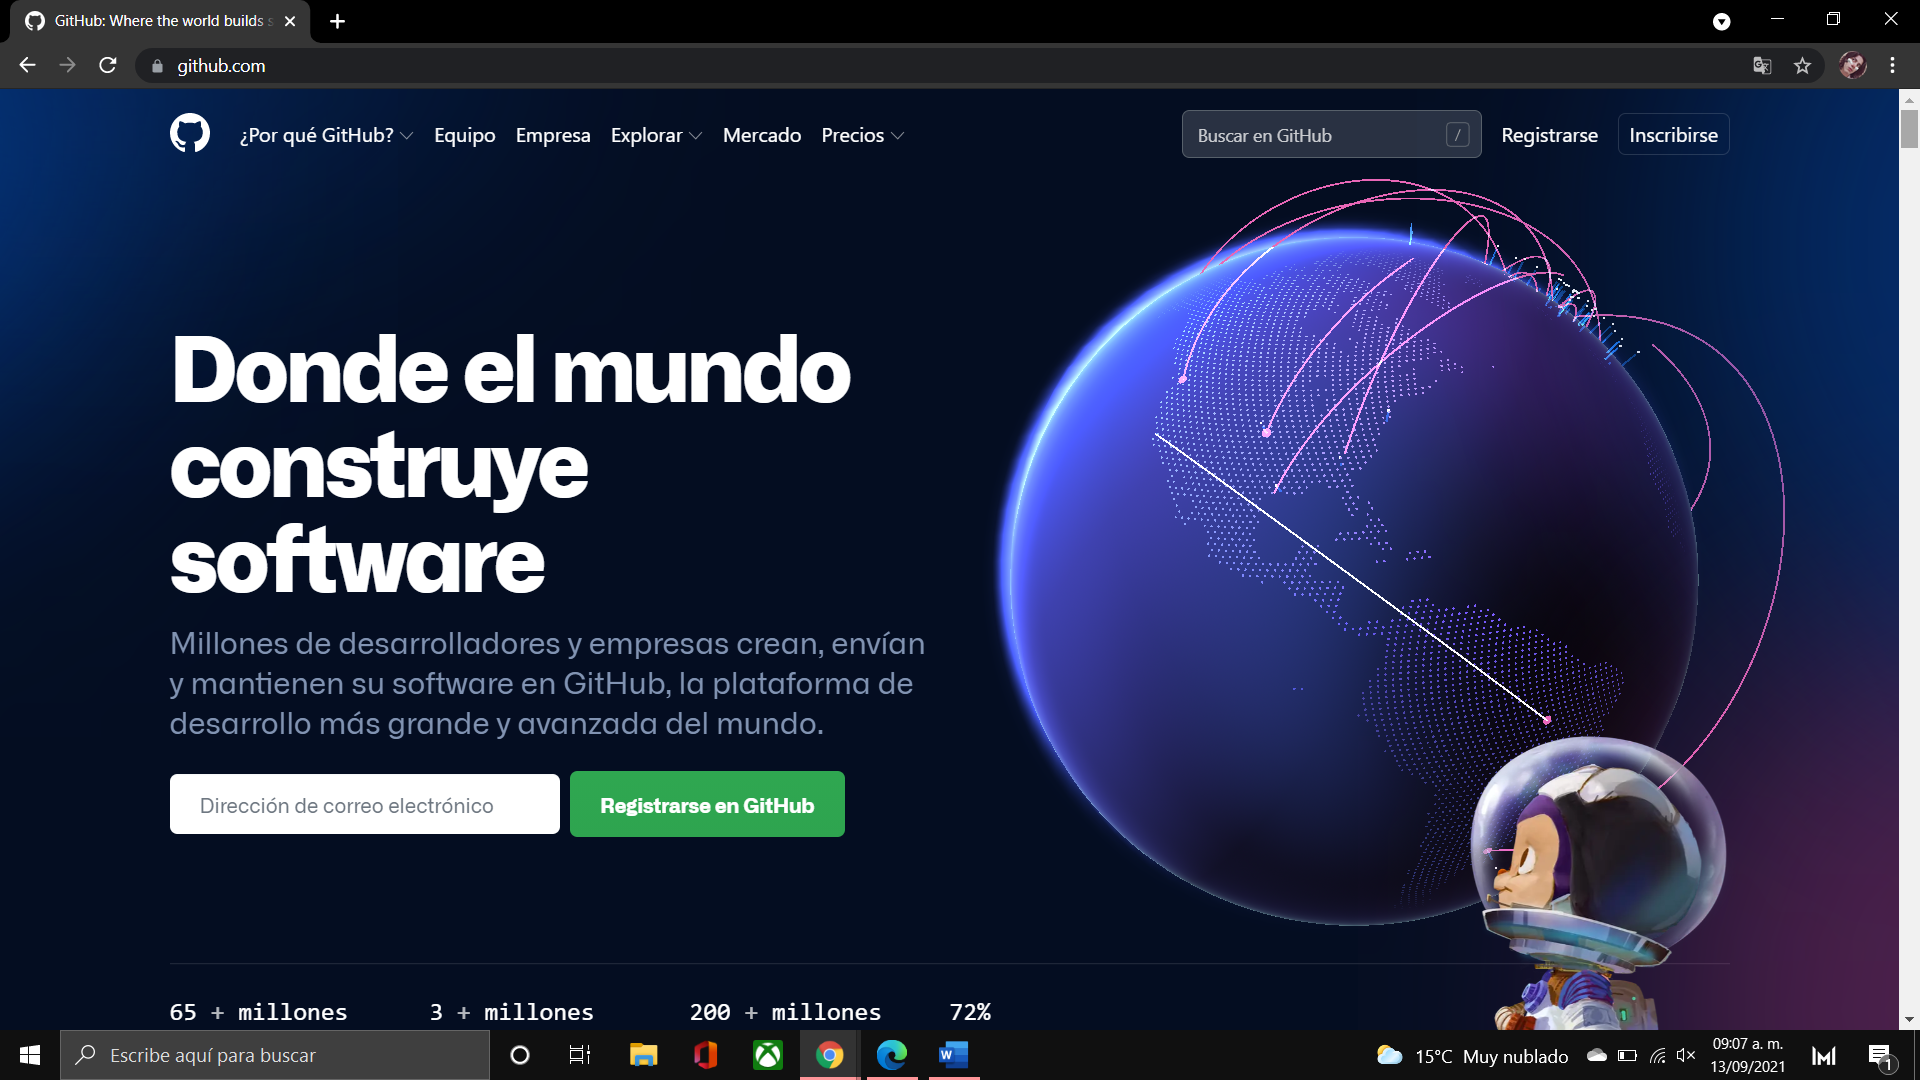 GitHub: Where the world builds s
github.com
¿Por qué GitHub? Equipo Empresa Explorar Mercado Precios Buscar en GitHub / Registrarse Inscribirse
Donde el mundo
construye
software
Millones de desarrolladores y empresas crean, envían
y mantienen su software en GitHub, la plataforma de
desarrollo más grande y avanzada del mundo.
Dirección de correo electrónico Registrarse en GitHub
65 + millones 3 + millones 200 + millones 72%
Escribe aquí para buscar 15°C Muy nublado 09:07 a. m.
13/09/2021 1